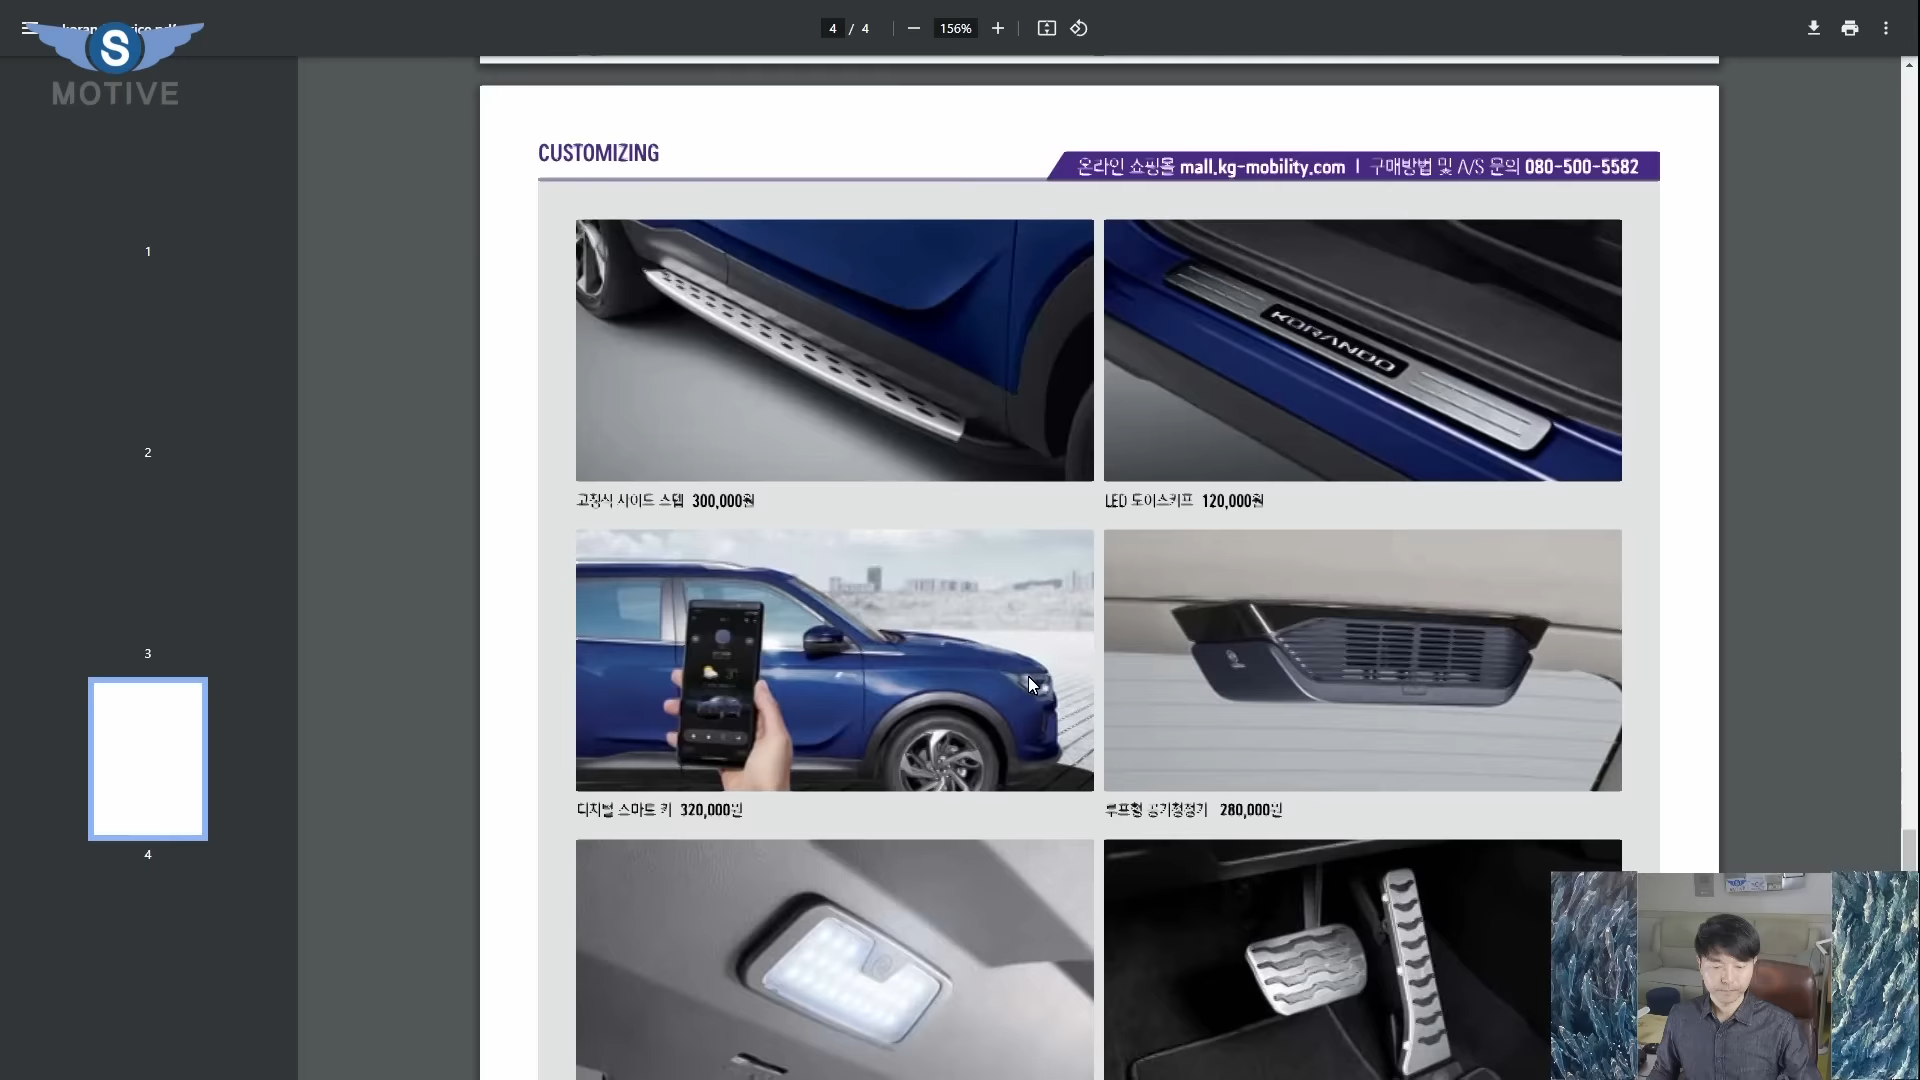 S
MOTIVE
4 / 4
156%
CUSTOMIZING
온라인 쇼핑몰 mall.kg-mobility.com | 구매방법 및 A/S 문의 080-500-5582
KORANDO
고정식 사이드 스텝 300,000원
LED 도어스커프 120,000원
디지털 스마트 키 320,000원
루프형 공기청정기 280,000원
1
2
3
4